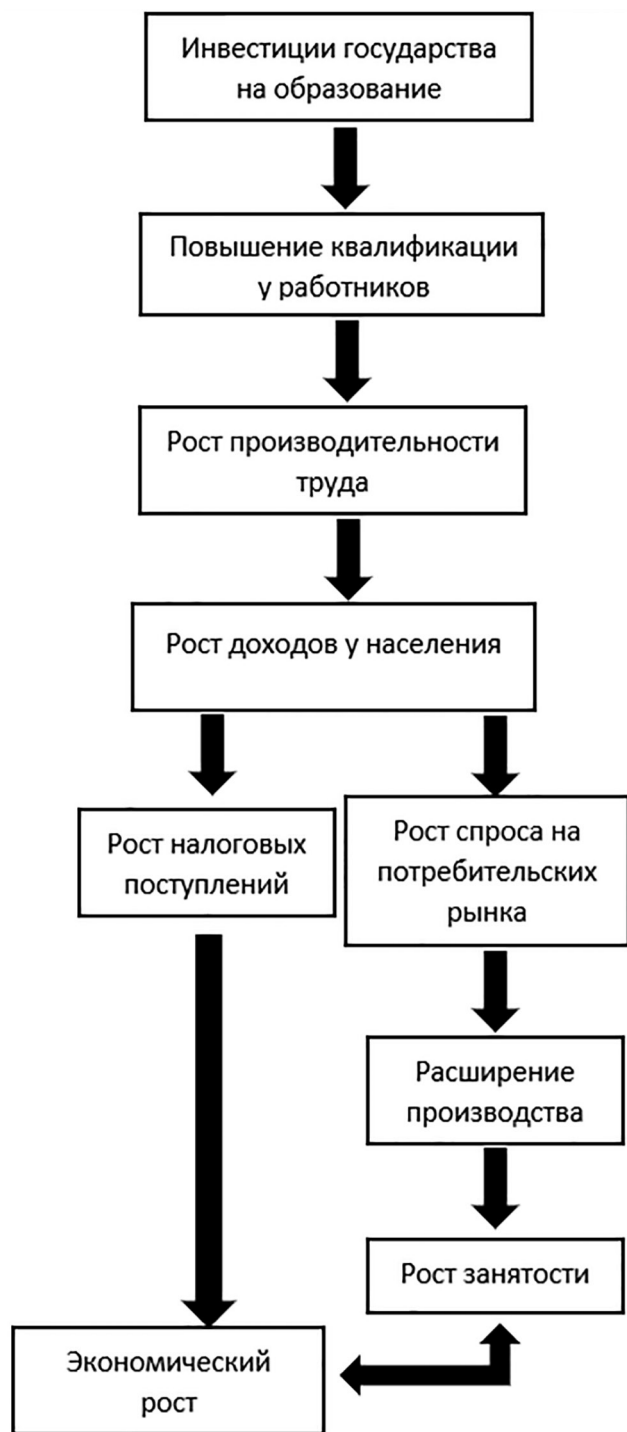 Инвестиции государства
на образование
Повышение квалификации
у работников
Рост производительности
труда
Рост доходов у населения
Рост налоговых
поступлений
Рост спроса на
потребительских
рынка
Расширение
производства
Рост занятости
Экономический
рост